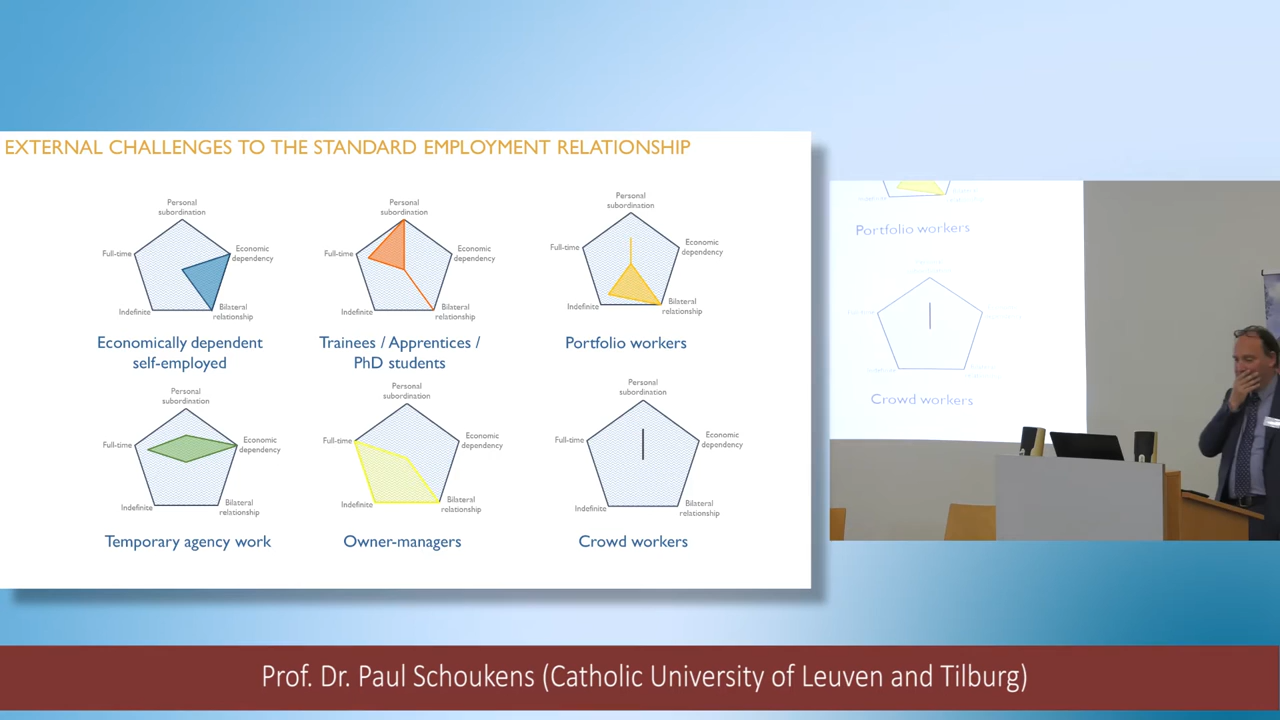 EXTERNAL CHALLENGES TO THE STANDARD EMPLOYMENT RELATIONSHIP
Personal
subordination
Full-time
Economic
dependency
Indefinite
Bilateral
relationship
Economically dependent
self-employed
Personal
subordination
Full-time
Economic
dependency
Indefinite
Bilateral
relationship
Trainees / Apprentices /
PhD students
Personal
subordination
Full-time
Economic
dependency
Indefinite
Bilateral
relationship
Portfolio workers
Personal
subordination
Full-time
Economic
dependency
Indefinite
Bilateral
relationship
Temporary agency work
Personal
subordination
Full-time
Economic
dependency
Indefinite
Bilateral
relationship
Owner-managers
Personal
subordination
Full-time
Economic
dependency
Indefinite
Bilateral
relationship
Crowd workers
Portfolio workers
Crowd workers
Prof. Dr. Paul Schoukens (Catholic University of Leuven and Tilburg)